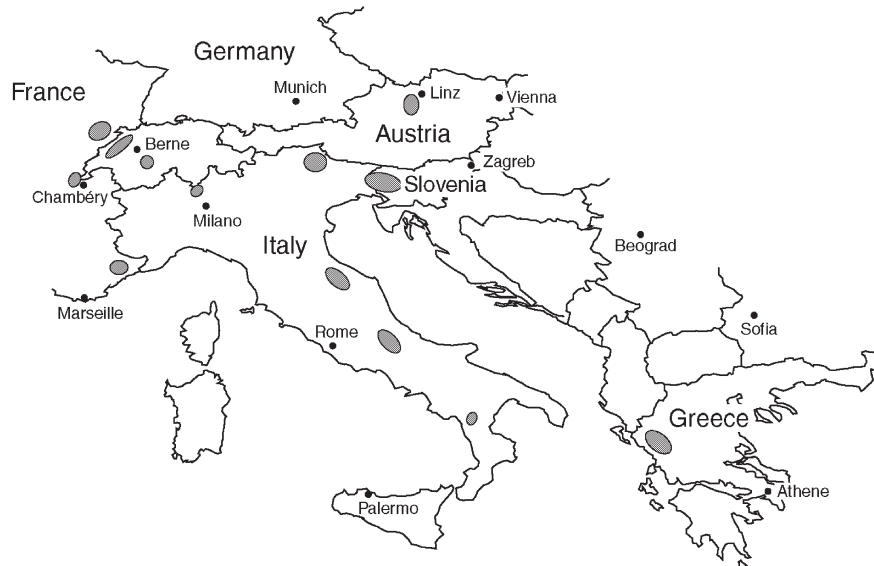 Germany
France
Munich
Linz
Vienna
Austria
Berne
Zagreb
Chambéry
Slovenia
Milano
Italy
Beograd
Marseille
Rome
Sofia
Greece
Athene
Palermo